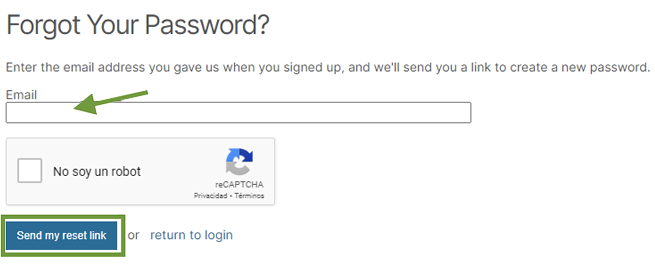 Forgot Your Password?
Enter the email address you gave us when you signed up, and we'll send you a link to create a new password.
Email
No soy un robot
reCAPTCHA
Privacidad • Términos
Send my reset link or return to login